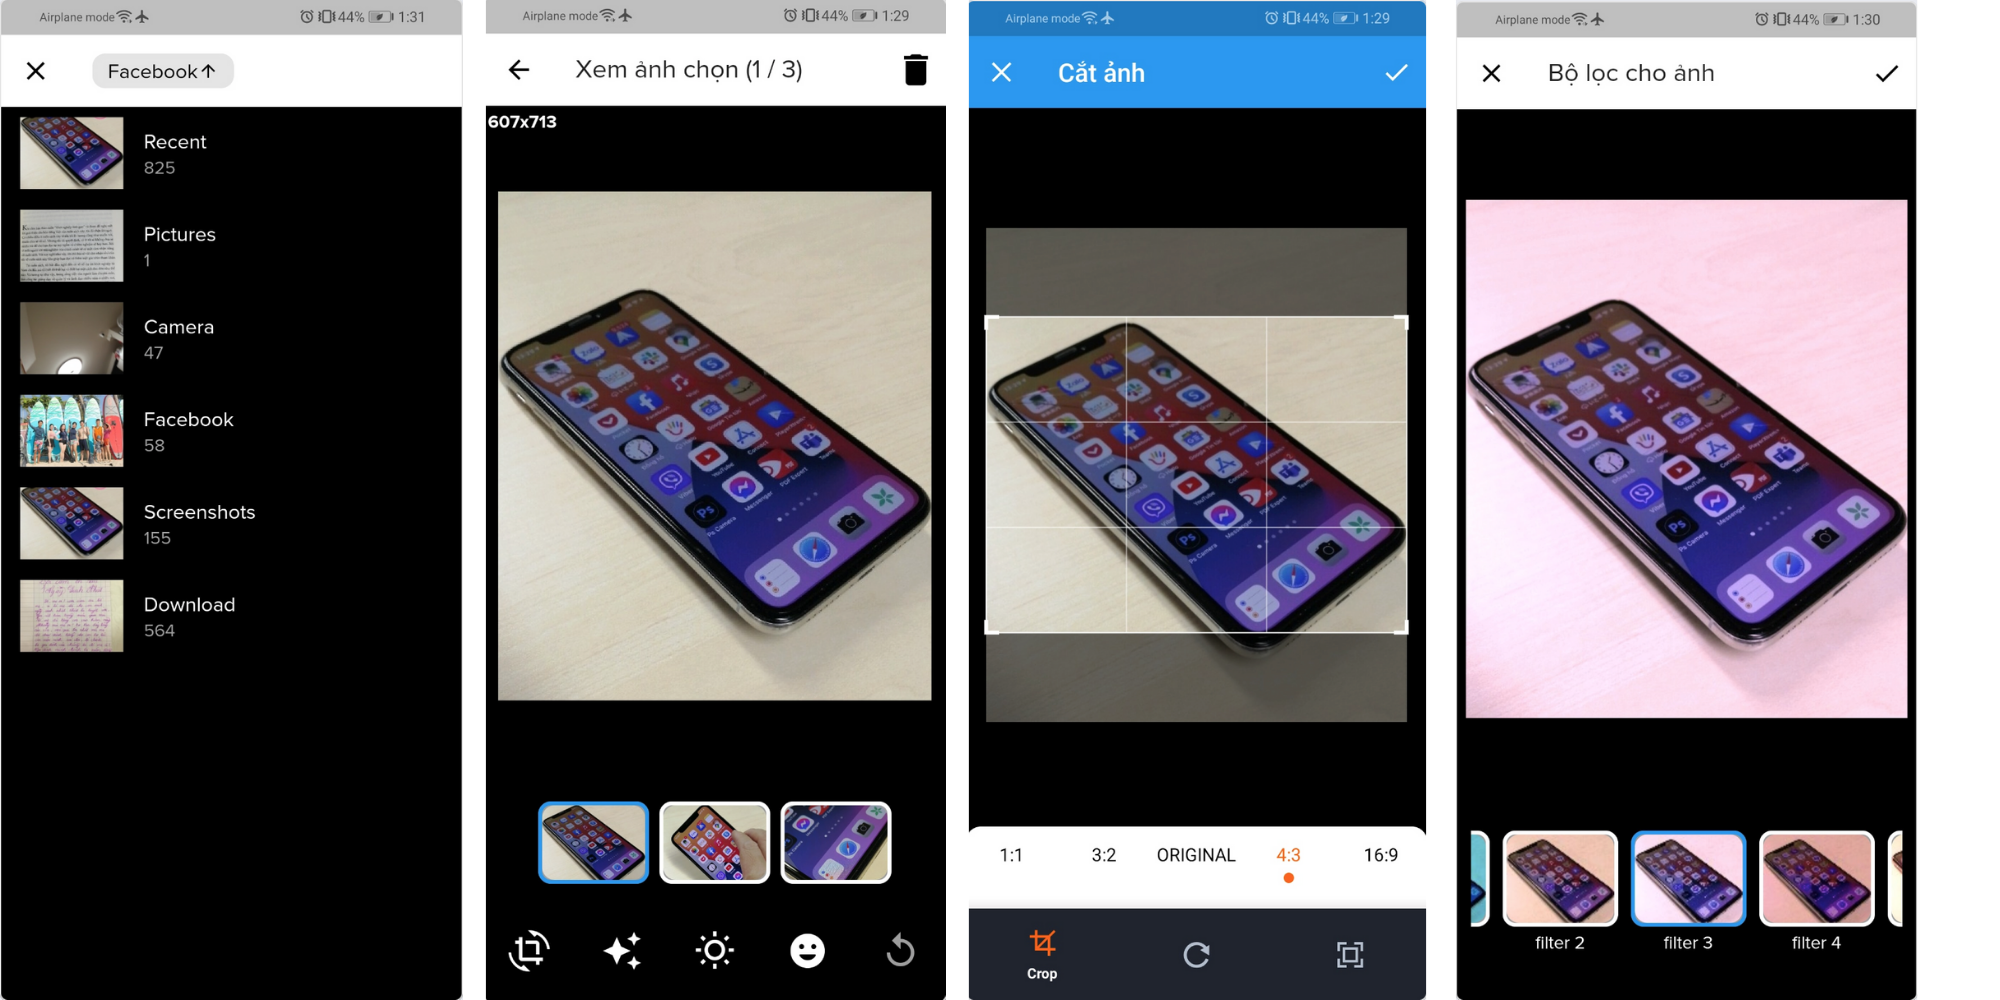 Airplane mode 44% 1:31
Facebook↑
Recent
825
Pictures
1
Camera
47
Facebook
58
Screenshots
155
Download
564
Airplane mode 44% 1:29
Xem ảnh chọn (1 / 3)
607x713
Airplane mode 44% 1:29
Cắt ảnh
1:1 3:2 ORIGINAL 4:3 16:9
Crop
Airplane mode 44% 1:30
Bộ lọc cho ảnh
filter 2 filter 3 filter 4